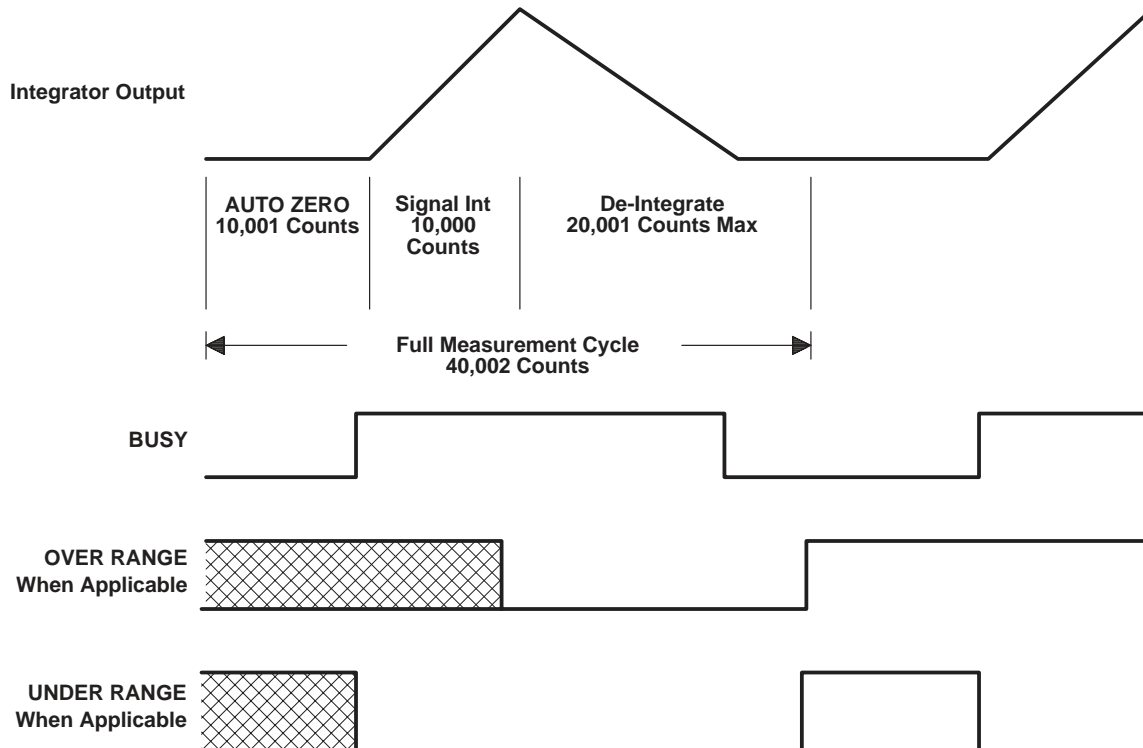 Integrator Output
AUTO ZERO
10,001 Counts
Signal Int
10,000
Counts
De-Integrate
20,001 Counts Max
Full Measurement Cycle
40,002 Counts
BUSY
OVER RANGE
When Applicable
UNDER RANGE
When Applicable